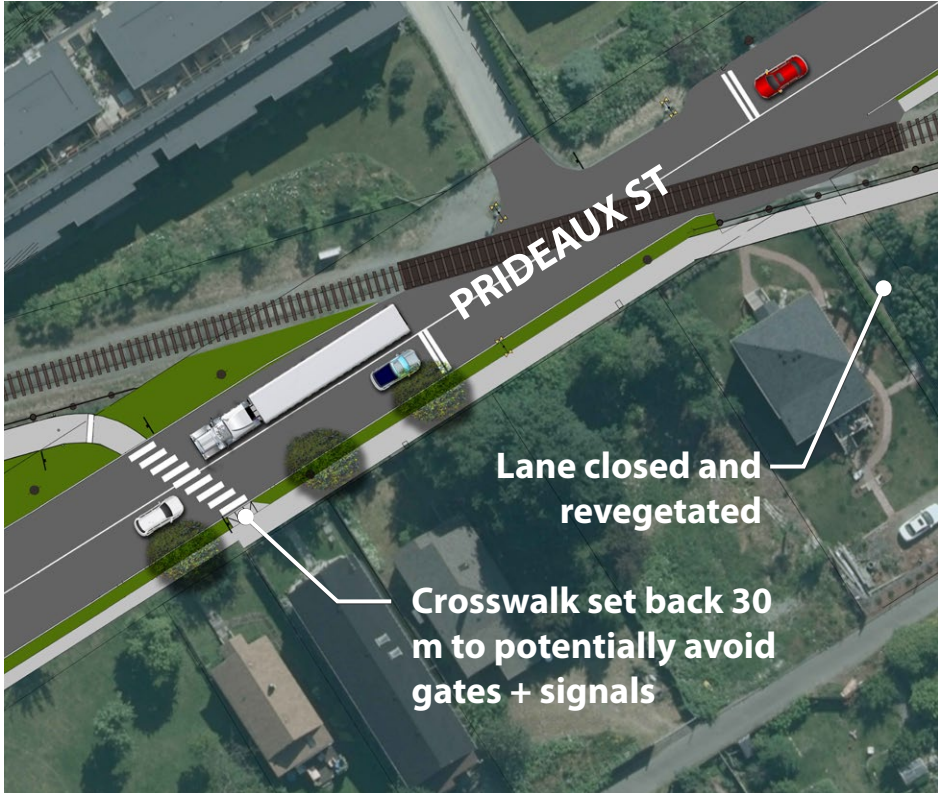 PRIDEAUX ST
Lane closed and
revegetated
Crosswalk set back 30
m to potentially avoid
gates + signals